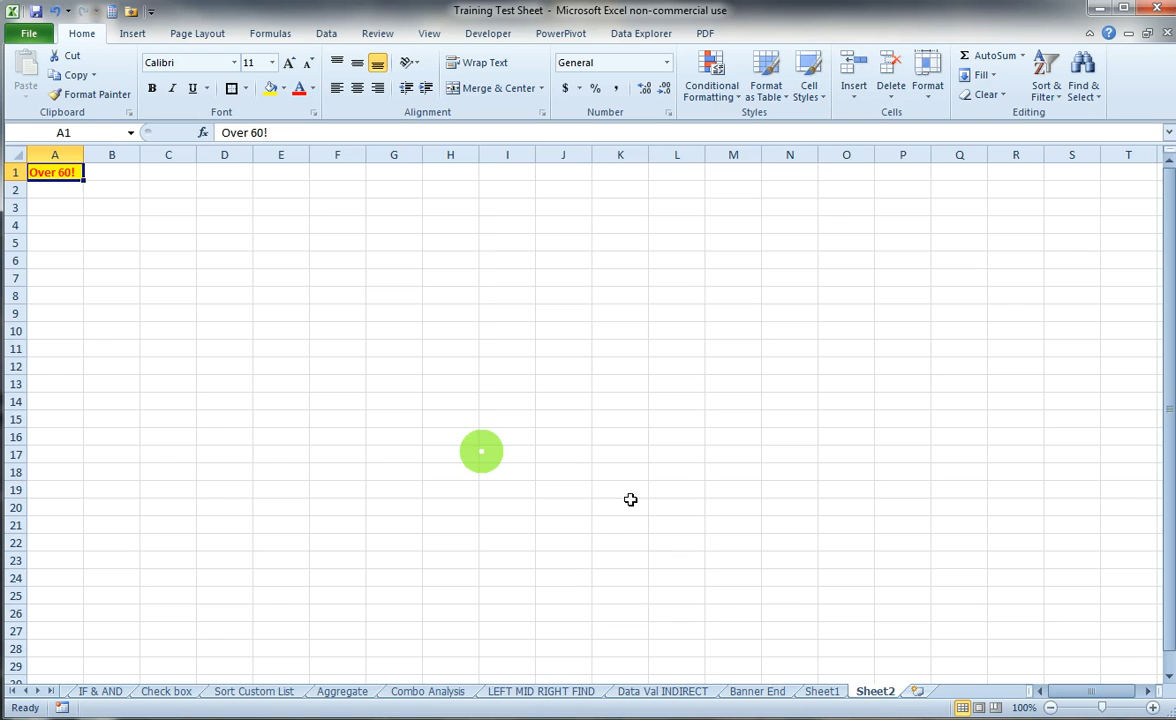 Training Test Sheet - Microsoft Excel non-commercial use
File Home Insert Page Layout Formulas Data Review View Developer PowerPivot Data Explorer PDF
Paste Cut Copy Format Painter
Calibri 11
Wrap Text
Merge & Center
General
$ % ,
Conditional Formatting Format as Table Cell Styles
Insert Delete Format
Σ AutoSum Fill Clear
Sort & Filter Find & Select
B I U A
Clipboard Font Alignment Number Styles Cells Editing
A1 fx Over 60!
A B C D E F G H I J K L M N O P Q R S T
1 Over 60!
2
3
4
5
6
7
8
9
10
11
12
13
14
15
16
17
18
19
20
21
22
23
24
25
26
27
28
29
IF & AND Check box Sort Custom List Aggregate Combo Analysis LEFT MID RIGHT FIND Data Val INDIRECT Banner End Sheet1 Sheet2
Ready 100%